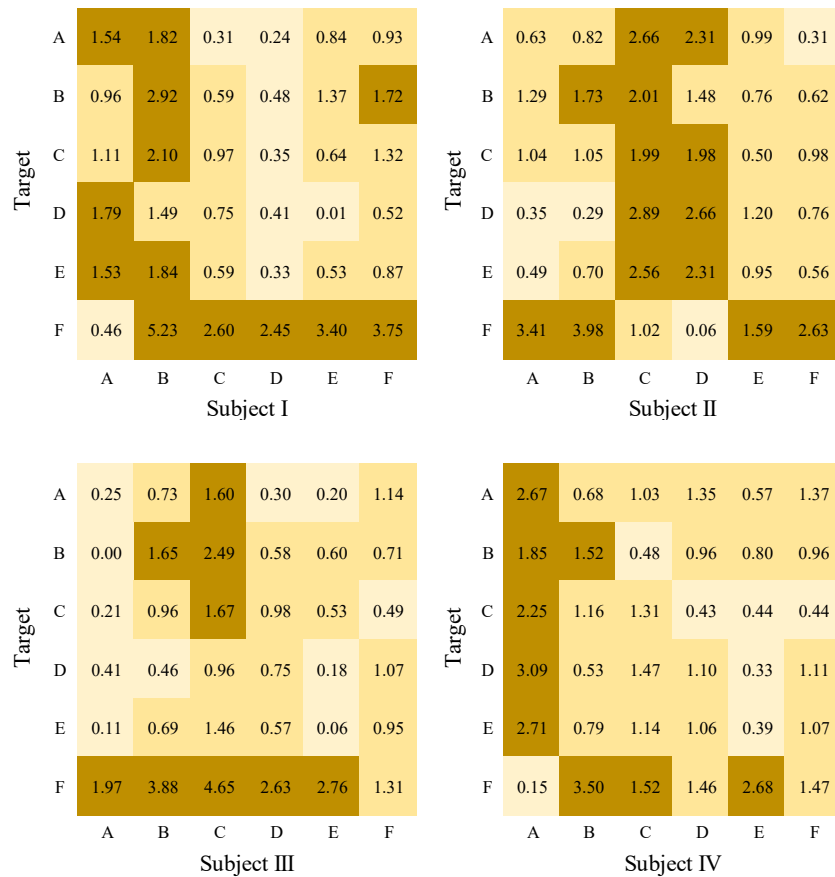 A 1.54 1.82 0.31 0.24 0.84 0.93
B 0.96 2.92 0.59 0.48 1.37 1.72
C 1.11 2.10 0.97 0.35 0.64 1.32
D 1.79 1.49 0.75 0.41 0.01 0.52
E 1.53 1.84 0.59 0.33 0.53 0.87
F 0.46 5.23 2.60 2.45 3.40 3.75
Target
A B C D E F
Subject I
A 0.63 0.82 2.66 2.31 0.99 0.31
B 1.29 1.73 2.01 1.48 0.76 0.62
C 1.04 1.05 1.99 1.98 0.50 0.98
D 0.35 0.29 2.89 2.66 1.20 0.76
E 0.49 0.70 2.56 2.31 0.95 0.56
F 3.41 3.98 1.02 0.06 1.59 2.63
Target
A B C D E F
Subject II
A 0.25 0.73 1.60 0.30 0.20 1.14
B 0.00 1.65 2.49 0.58 0.60 0.71
C 0.21 0.96 1.67 0.98 0.53 0.49
D 0.41 0.46 0.96 0.75 0.18 1.07
E 0.11 0.69 1.46 0.57 0.06 0.95
F 1.97 3.88 4.65 2.63 2.76 1.31
Target
A B C D E F
Subject III
A 2.67 0.68 1.03 1.35 0.57 1.37
B 1.85 1.52 0.48 0.96 0.80 0.96
C 2.25 1.16 1.31 0.43 0.44 0.44
D 3.09 0.53 1.47 1.10 0.33 1.11
E 2.71 0.79 1.14 1.06 0.39 1.07
F 0.15 3.50 1.52 1.46 2.68 1.47
Target
A B C D E F
Subject IV